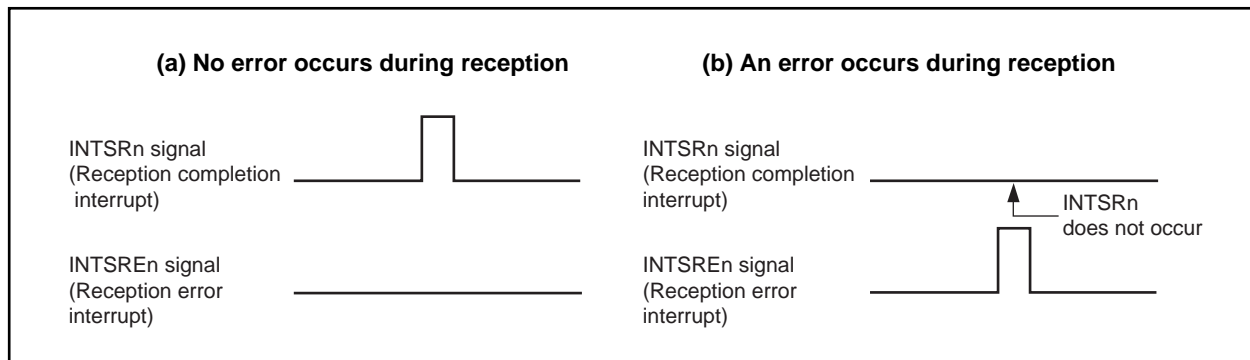 (a) No error occurs during reception
INTSRn signal
(Reception completion
interrupt)
INTSREn signal
(Reception error
interrupt)
(b) An error occurs during reception
INTSRn signal
(Reception completion
interrupt)
INTSRn
does not occur
INTSREn signal
(Reception error
interrupt)